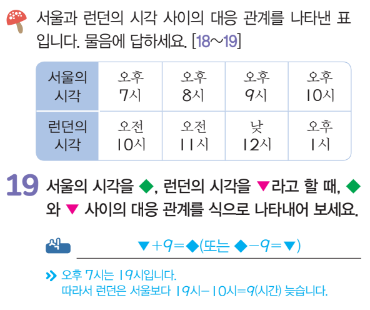 서울과 런던의 시각 사이의 대응 관계를 나타낸 표
입니다. 물음에 답하세요. [18~19]
서울의 시각 오후 7시 오후 8시 오후 9시 오후 10시
런던의 시각 오전 10시 오전 11시 낮 12시 오후 1시
19 서울의 시각을 ◆, 런던의 시각을 ▼라고 할 때, ◆
와 ▼ 사이의 대응 관계를 식으로 나타내어 보세요.
식 ▼+9=◆(또는 ◆-9=▼)
오후 7시는 19시입니다.
따라서 런던은 서울보다 19시-10시=9(시간) 늦습니다.